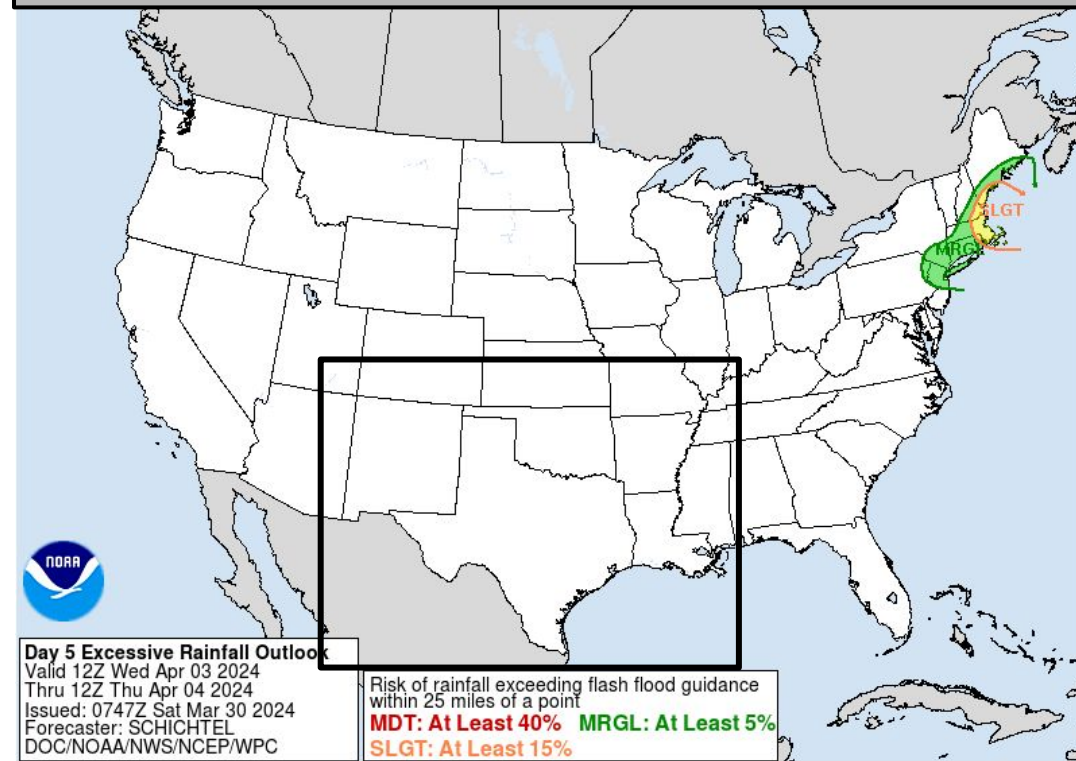 SLGT
MRGL
NOAA
Day 5 Excessive Rainfall Outlook
Valid 12Z Wed Apr 03 2024
Thru 12Z Thu Apr 04 2024
Issued: 0747Z Sat Mar 30 2024
Forecaster: SCHICHTEL
DOC/NOAA/NWS/NCEP/WPC
Risk of rainfall exceeding flash flood guidance
within 25 miles of a point
MDT: At Least 40% MRGL: At Least 5%
SLGT: At Least 15%